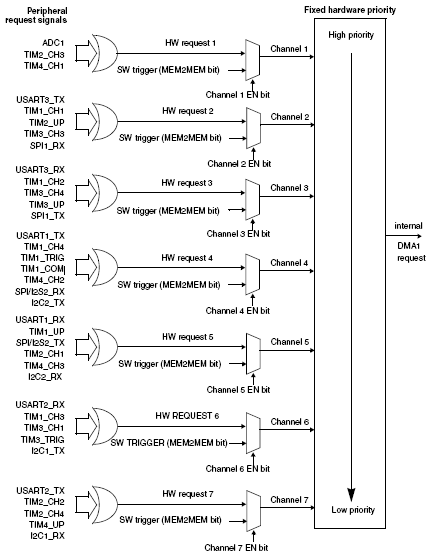 Peripheral
request signals
Fixed hardware priority
ADC1
TIM2_CH3
TIM4_CH1
HW request 1
SW trigger (MEM2MEM bit)
Channel 1
Channel 1 EN bit
High priority
USART3_TX
TIM1_CH1
TIM2_UP
TIM3_CH3
SPI1_RX
HW request 2
SW trigger (MEM2MEM bit)
Channel 2
Channel 2 EN bit
USART3_RX
TIM1_CH2
TIM3_CH4
TIM3_UP
SPI1_TX
HW request 3
SW trigger (MEM2MEM bit)
Channel 3
Channel 3 EN bit
internal
DMA1
request
USART1_TX
TIM1_CH4
TIM1_TRIG
TIM1_COM
TIM4_CH2
SPI/I2S2_RX
I2C2_TX
HW request 4
SW trigger (MEM2MEM bit)
Channel 4
Channel 4 EN bit
USART1_RX
TIM1_UP
SPI/I2S2_TX
TIM2_CH1
TIM4_CH3
I2C2_RX
HW request 5
SW trigger (MEM2MEM bit)
Channel 5
Channel 5 EN bit
USART2_RX
TIM1_CH3
TIM3_CH1
TIM3_TRIG
I2C1_TX
HW REQUEST 6
SW TRIGGER (MEM2MEM bit)
Channel 6
Channel 6 EN bit
USART2_TX
TIM2_CH2
TIM2_CH4
TIM4_UP
I2C1_RX
HW request 7
SW trigger (MEM2MEM bit)
Channel 7
Channel 7 EN bit
Low priority